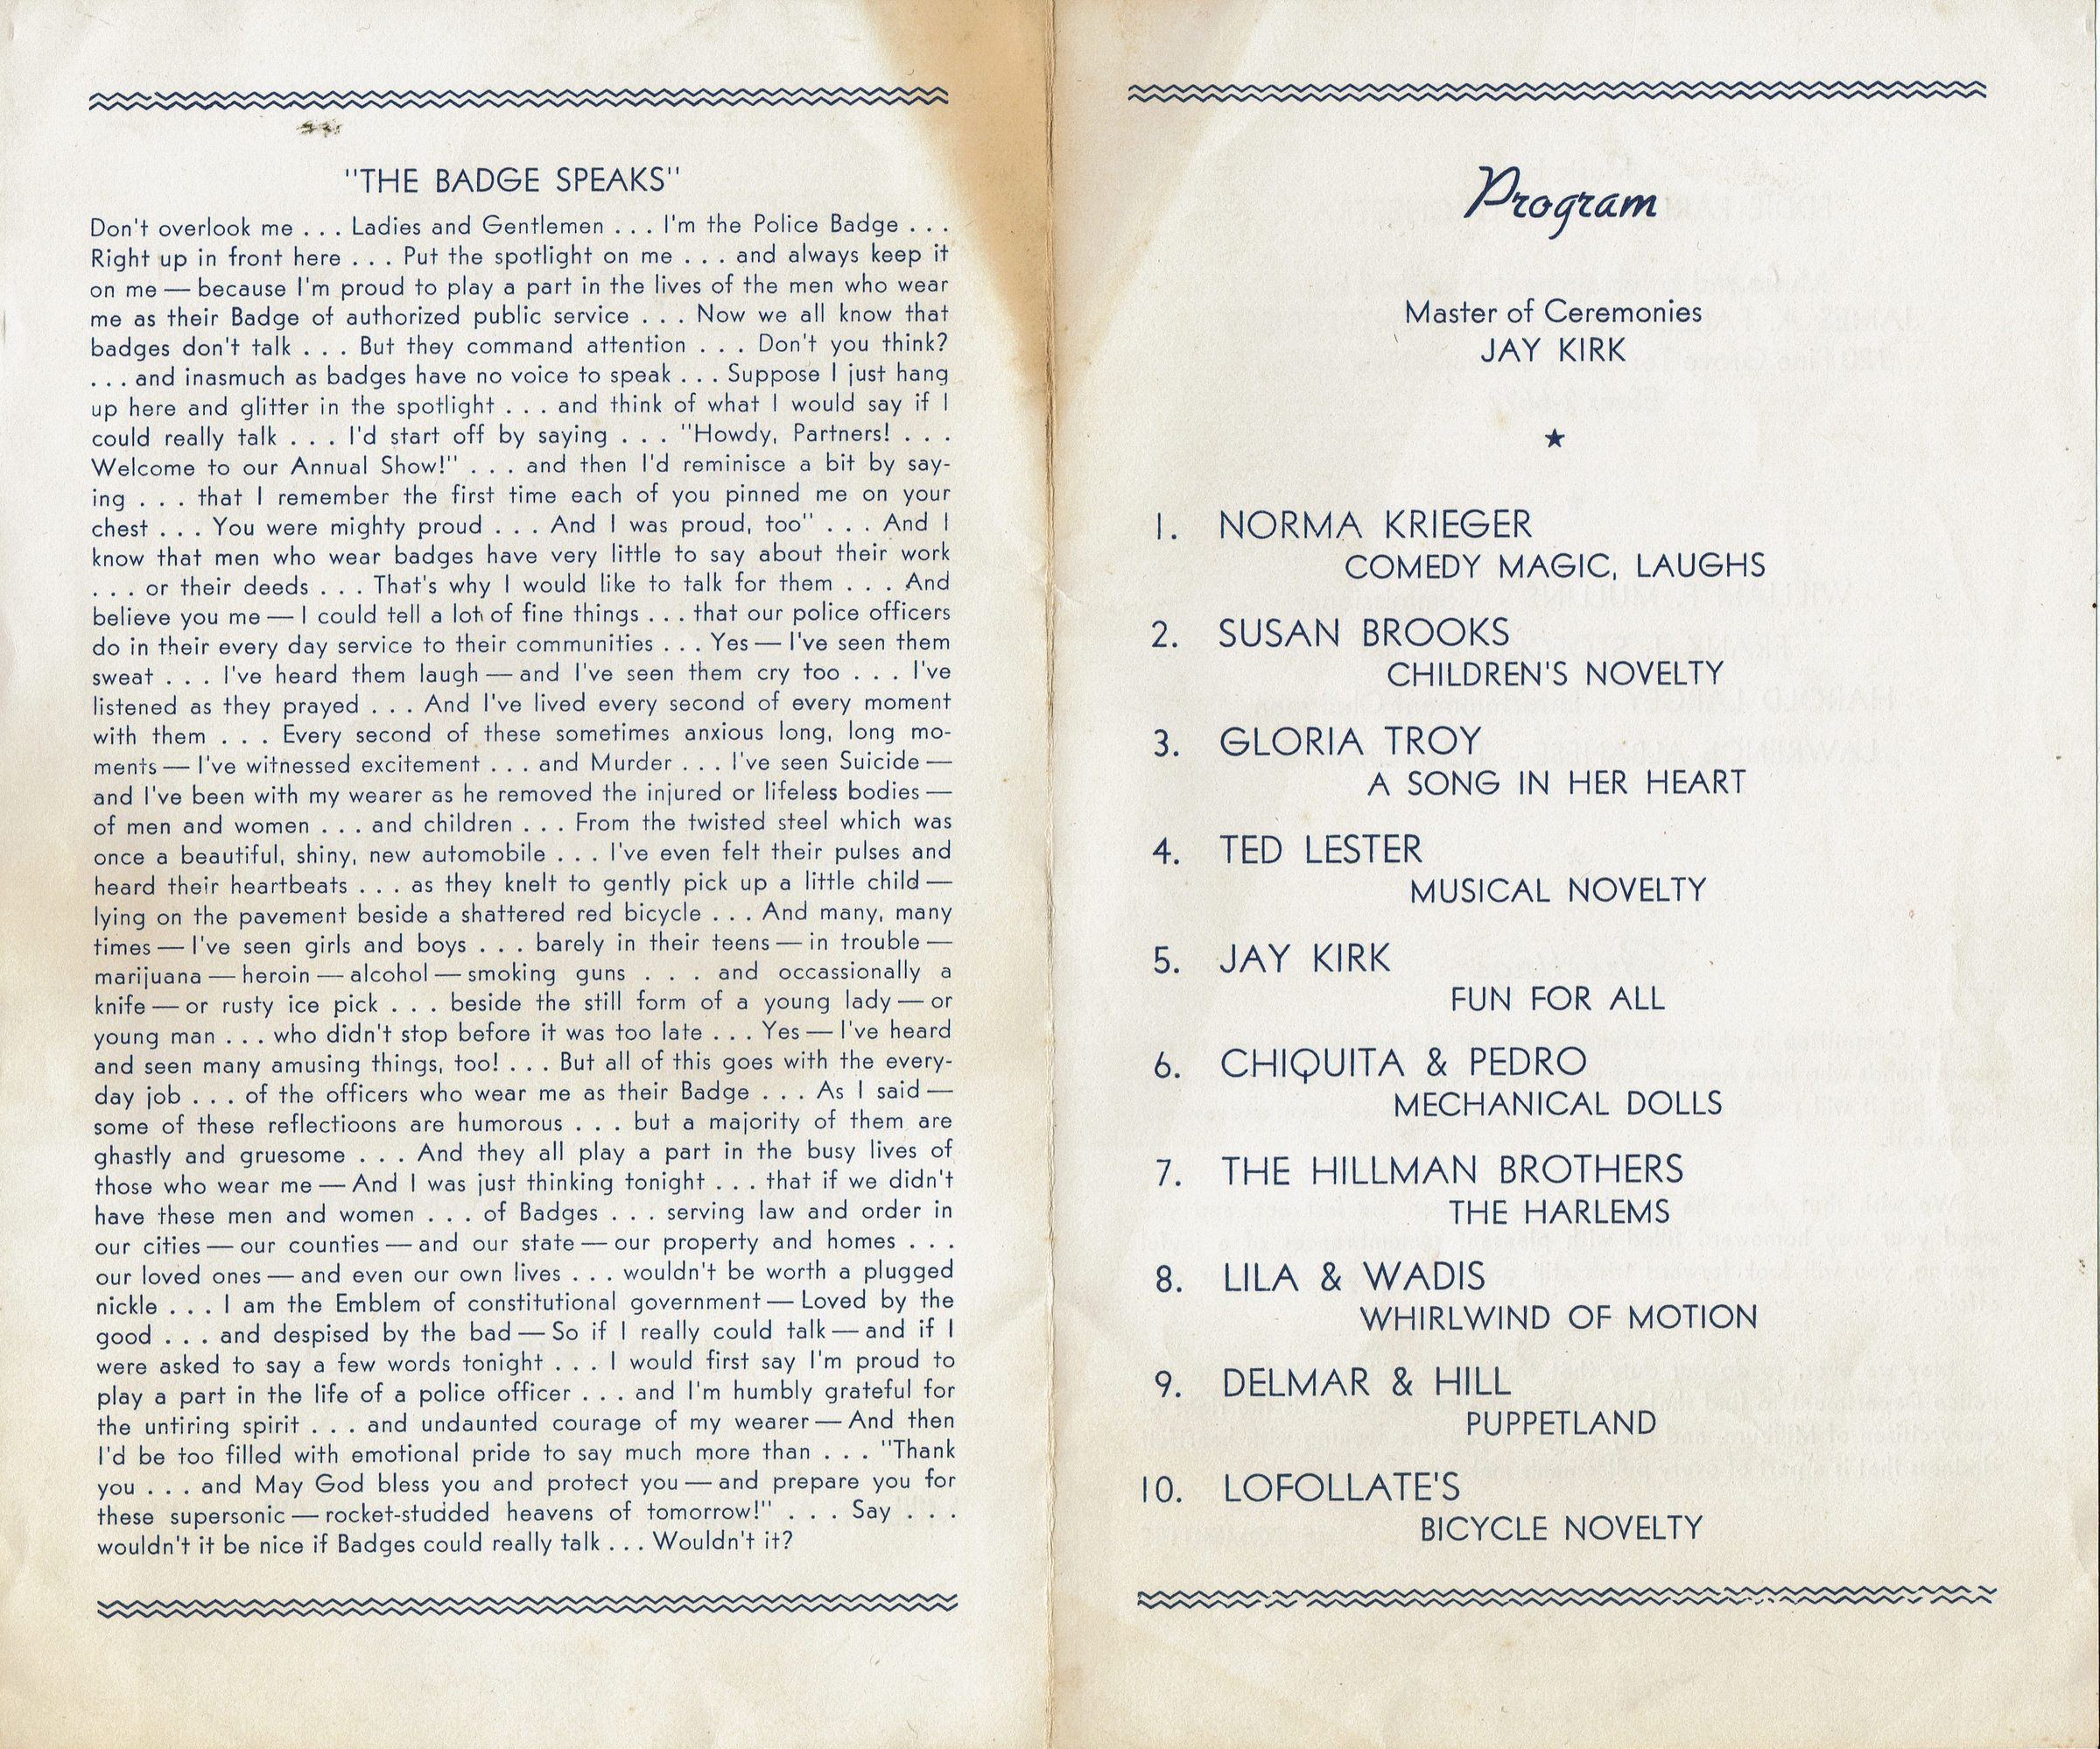 "THE BADGE SPEAKS"
Don't overlook me . . . Ladies and Gentlemen . . . I'm the Police Badge . . .
Right up in front here . . . Put the spotlight on me . . . and always keep it
on me — because I'm proud to play a part in the lives of the men who wear
me as their Badge of authorized public service . . . Now we all know that
badges don't talk . . . But they command attention . . . Don't you think?
. . . and inasmuch as badges have no voice to speak . . . Suppose I just hang
up here and glitter in the spotlight . . . and think of what I would say if I
could really talk . . . I'd start off by saying . . . "Howdy, Partners! . . .
Welcome to our Annual Show!" . . . and then I'd reminisce a bit by say-
ing . . . that I remember the first time each of you pinned me on your
chest . . . You were mighty proud . . . And I was proud, too" . . . And I
know that men who wear badges have very little to say about their work
. . . or their deeds . . . That's why I would like to talk for them . . . And
believe you me — I could tell a lot of fine things . . . that our police officers
do in their every day service to their communities . . . Yes — I've seen them
sweat . . . I've heard them laugh — and I've seen them cry too . . . I've
listened as they prayed . . . And I've lived every second of every moment
with them . . . Every second of these sometimes anxious long, long mo-
ments — I've witnessed excitement . . . and Murder . . . I've seen Suicide —
and I've been with my wearer as he removed the injured or lifeless bodies —
of men and women . . . and children . . . From the twisted steel which was
once a beautiful, shiny, new automobile . . . I've even felt their pulses and
heard their heartbeats . . . as they knelt to gently pick up a little child —
lying on the pavement beside a shattered red bicycle . . . And many, many
times — I've seen girls and boys . . . barely in their teens — in trouble —
marijuana — heroin — alcohol — smoking guns . . . and occassionally a
knife — or rusty ice pick . . . beside the still form of a young lady — or
young man . . . who didn't stop before it was too late . . . Yes — I've heard
and seen many amusing things, too! . . . But all of this goes with the every-
day job . . . of the officers who wear me as their Badge . . . As I said —
some of these reflectioons are humorous . . . but a majority of them are
ghastly and gruesome . . . And they all play a part in the busy lives of
those who wear me — And I was just thinking tonight . . . that if we didn't
have these men and women . . . of Badges . . . serving law and order in
our cities — our counties — and our state — our property and homes . . .
our loved ones — and even our own lives . . . wouldn't be worth a plugged
nickle . . . I am the Emblem of constitutional government — Loved by the
good . . . and despised by the bad — So if I really could talk — and if I
were asked to say a few words tonight . . . I would first say I'm proud to
play a part in the life of a police officer . . . and I'm humbly grateful for
the untiring spirit . . . and undaunted courage of my wearer — And then
I'd be too filled with emotional pride to say much more than . . . "Thank
you . . . and May God bless you and protect you — and prepare you for
these supersonic — rocket-studded heavens of tomorrow!" . . . Say . . .
wouldn't it be nice if Badges could really talk . . . Wouldn't it?
Program
Master of Ceremonies
JAY KIRK
★
1. NORMA KRIEGER
COMEDY MAGIC, LAUGHS
2. SUSAN BROOKS
CHILDREN'S NOVELTY
3. GLORIA TROY
A SONG IN HER HEART
4. TED LESTER
MUSICAL NOVELTY
5. JAY KIRK
FUN FOR ALL
6. CHIQUITA & PEDRO
MECHANICAL DOLLS
7. THE HILLMAN BROTHERS
THE HARLEMS
8. LILA & WADIS
WHIRLWIND OF MOTION
9. DELMAR & HILL
PUPPETLAND
10. LOFOLLATE'S
BICYCLE NOVELTY